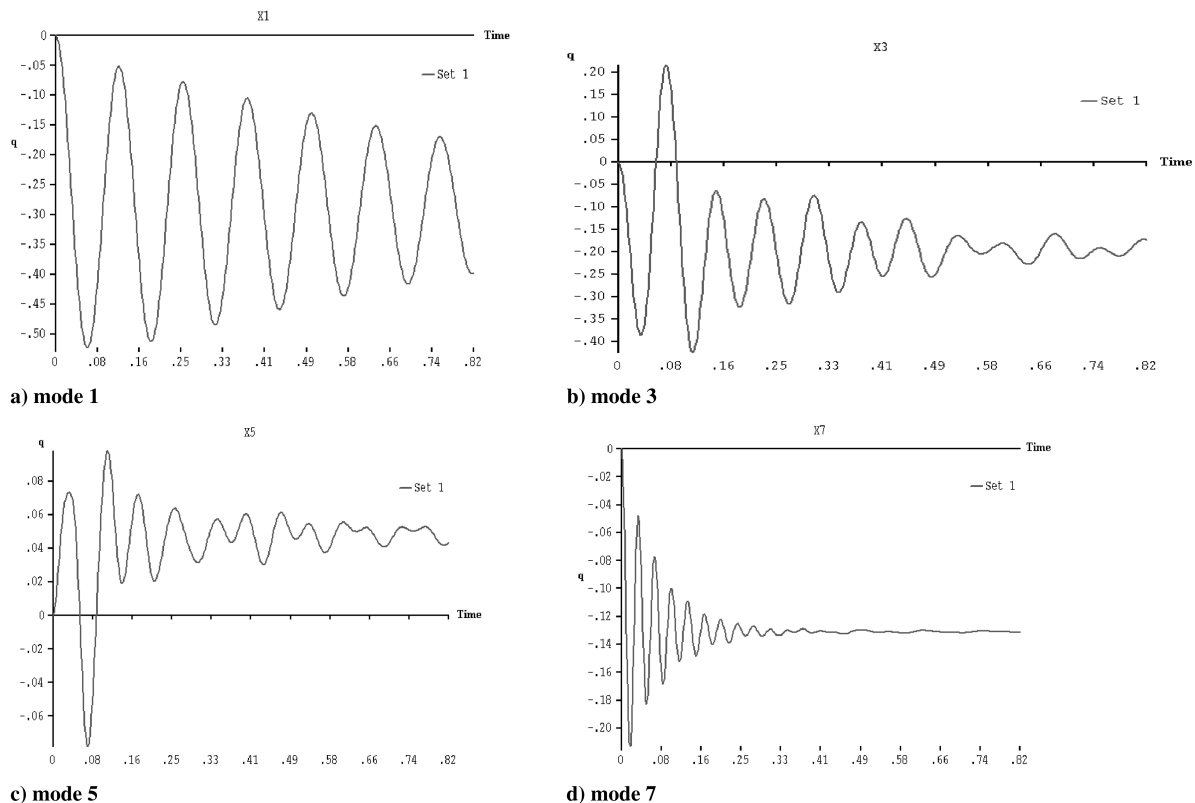 X1
0
Time
-.05
Set 1
-.10
-.15
q
-.20
-.25
-.30
-.35
-.40
-.45
-.50
0 .08 .16 .25 .33 .41 .49 .58 .66 .74 .82
a) mode 1
X3
q
.20
Set 1
.15
.10
.05
0
Time
-.05
-.10
-.15
-.20
-.25
-.30
-.35
-.40
0 .08 .16 .25 .33 .41 .49 .58 .66 .74 .82
b) mode 3
X5
q
.08
Set 1
.06
.04
.02
0
Time
-.02
-.04
-.06
0 .08 .16 .25 .33 .41 .49 .58 .66 .74 .82
c) mode 5
X7
0
Time
-.02
Set 1
-.04
-.06
-.08
q
-.10
-.12
-.14
-.16
-.18
-.20
0 .08 .16 .25 .33 .41 .49 .58 .66 .74 .82
d) mode 7